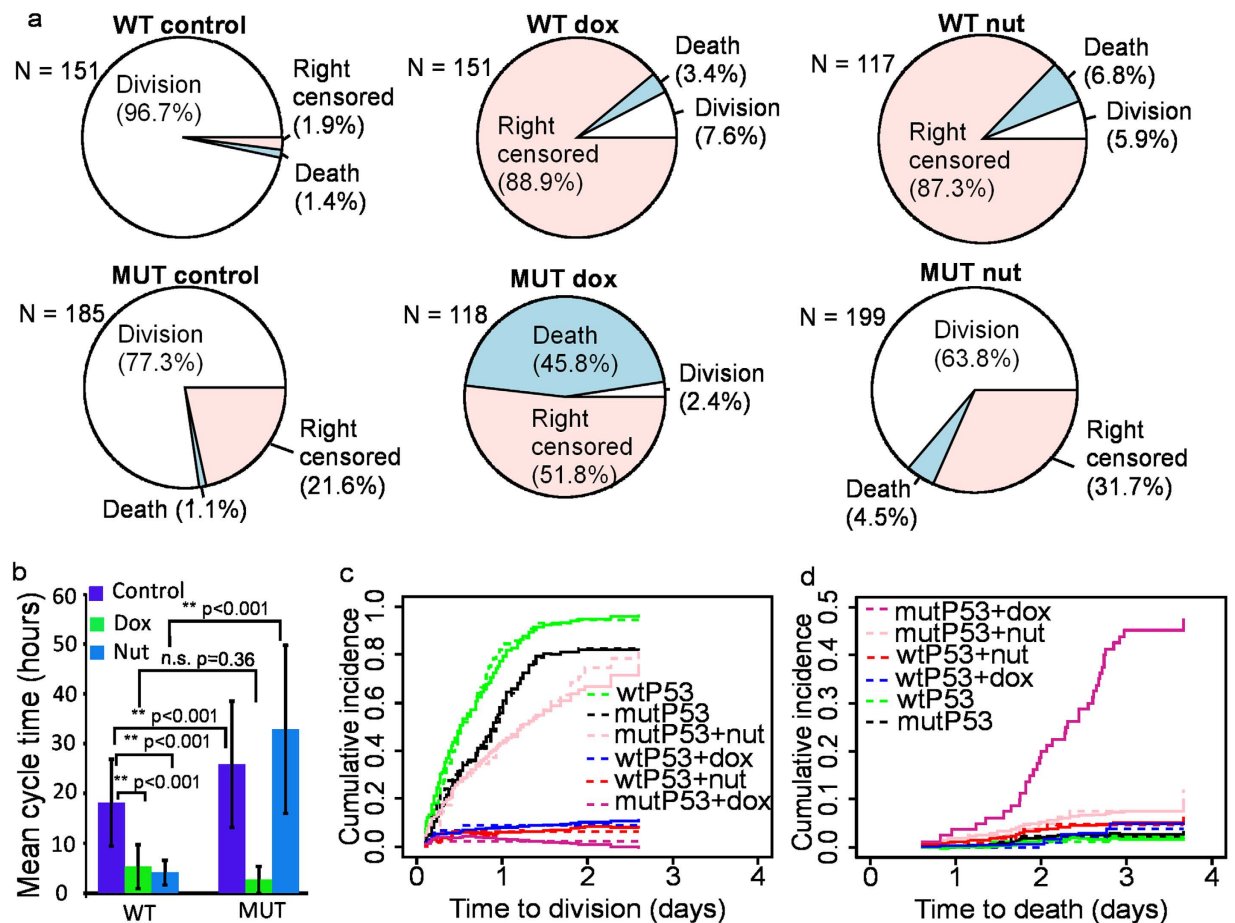 a
WT control
N = 151
Division
(96.7%)
Right
censored
(1.9%)
Death
(1.4%)
WT dox
N = 151
Right
censored
(88.9%)
Death
(3.4%)
Division
(7.6%)
WT nut
N = 117
Right
censored
(87.3%)
Death
(6.8%)
Division
(5.9%)
MUT control
N = 185
Division
(77.3%)
Right
censored
(21.6%)
Death (1.1%)
MUT dox
N = 118
Death
(45.8%)
Division
(2.4%)
Right
censored
(51.8%)
MUT nut
N = 199
Division
(63.8%)
Death
(4.5%)
Right
censored
(31.7%)
b
Mean cycle time (hours)
60
50
40
30
20
10
0
Control
Dox
Nut
** p<0.001
n.s. p=0.36
** p<0.001
** p<0.001
** p<0.001
WT
MUT
c
Cumulative incidence
1.0
0.8
0.6
0.4
0.2
0.0
wtP53
mutP53
mutP53+nut
wtP53+dox
wtP53+nut
mutP53+dox
0 1 2 3 4
Time to division (days)
d
Cumulative incidence
0.5
0.4
0.3
0.2
0.1
0.0
mutP53+dox
mutP53+nut
wtP53+nut
wtP53+dox
wtP53
mutP53
0 1 2 3 4
Time to death (days)